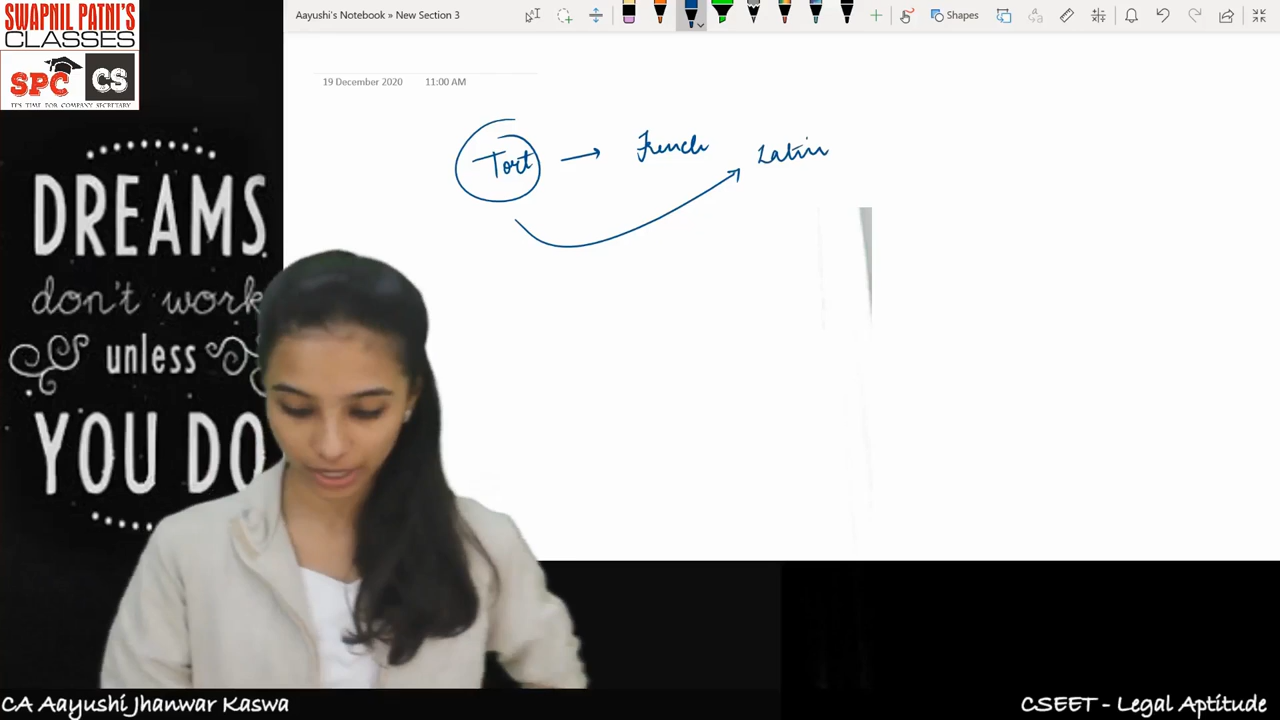 SWAPNIL PATNI'S
CLASSES
SPC CS
IT'S TIME FOR COMPANY SECRETARY
Aayushi's Notebook » New Section 3
Shapes
19 December 2020 11:00 AM
Tort → French Latin
DREAMS
don't work
unless
YOU DO
CA Aayushi Jhanwar Kaswa
CSEET - Legal Aptitude